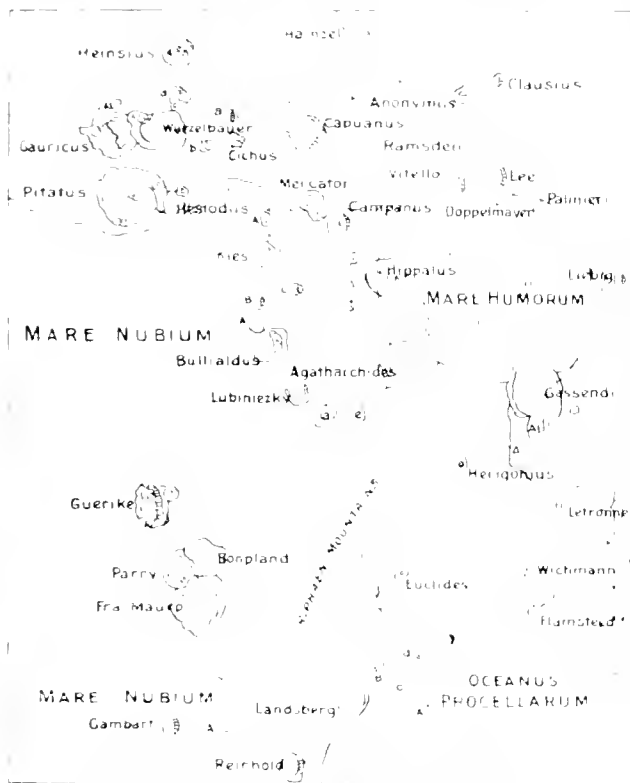 Hainzel
Heinsius
Clausius
a
Anonymus
a
Gauricus
Wurzelbauer
Capuanus
b
Cichus
Ramsden
Mercator
Vitello
Lee
Pitatus
Hesiodus
Campanus
Doppelmayer
Palmieri
A
B
Kies
Hippalus
MARE HUMORUM
B
A
MARE NUBIUM
Bullialdus
Agatharchides
Lubiniezky
Gassendi
A
Herigonius
Guerike
RIPHAEN MOUNTAINS
Letronne
Bonpland
Parry
Euclides
Wichmann
Fra Mauro
Flamsteed
d
B
OCEANUS
MARE NUBIUM
C
PROCELLARUM
Landsberg
A
Gambart
A
Reinhold